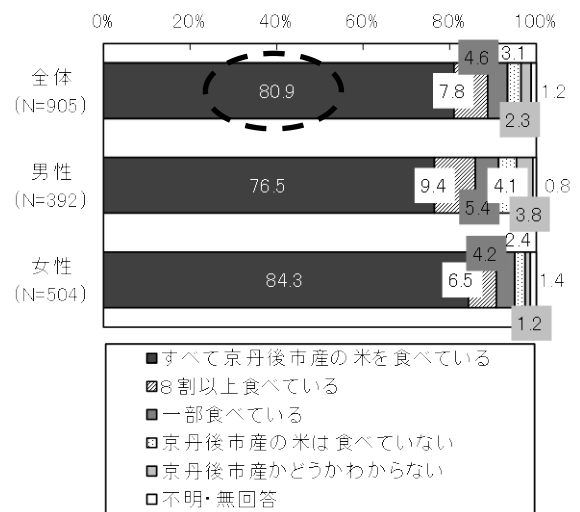 0% 20% 40% 60% 80% 100%
全体
(N=905)
80.9 7.8 4.6 3.1 2.3 1.2
男性
(N=392)
76.5 9.4 5.4 4.1 3.8 0.8
女性
(N=504)
84.3 6.5 4.2 2.4 1.2 1.4
すべて京丹後市産の米を食べている
8割以上食べている
一部食べている
京丹後市産の米は食べていない
京丹後市産かどうかわからない
不明・無回答